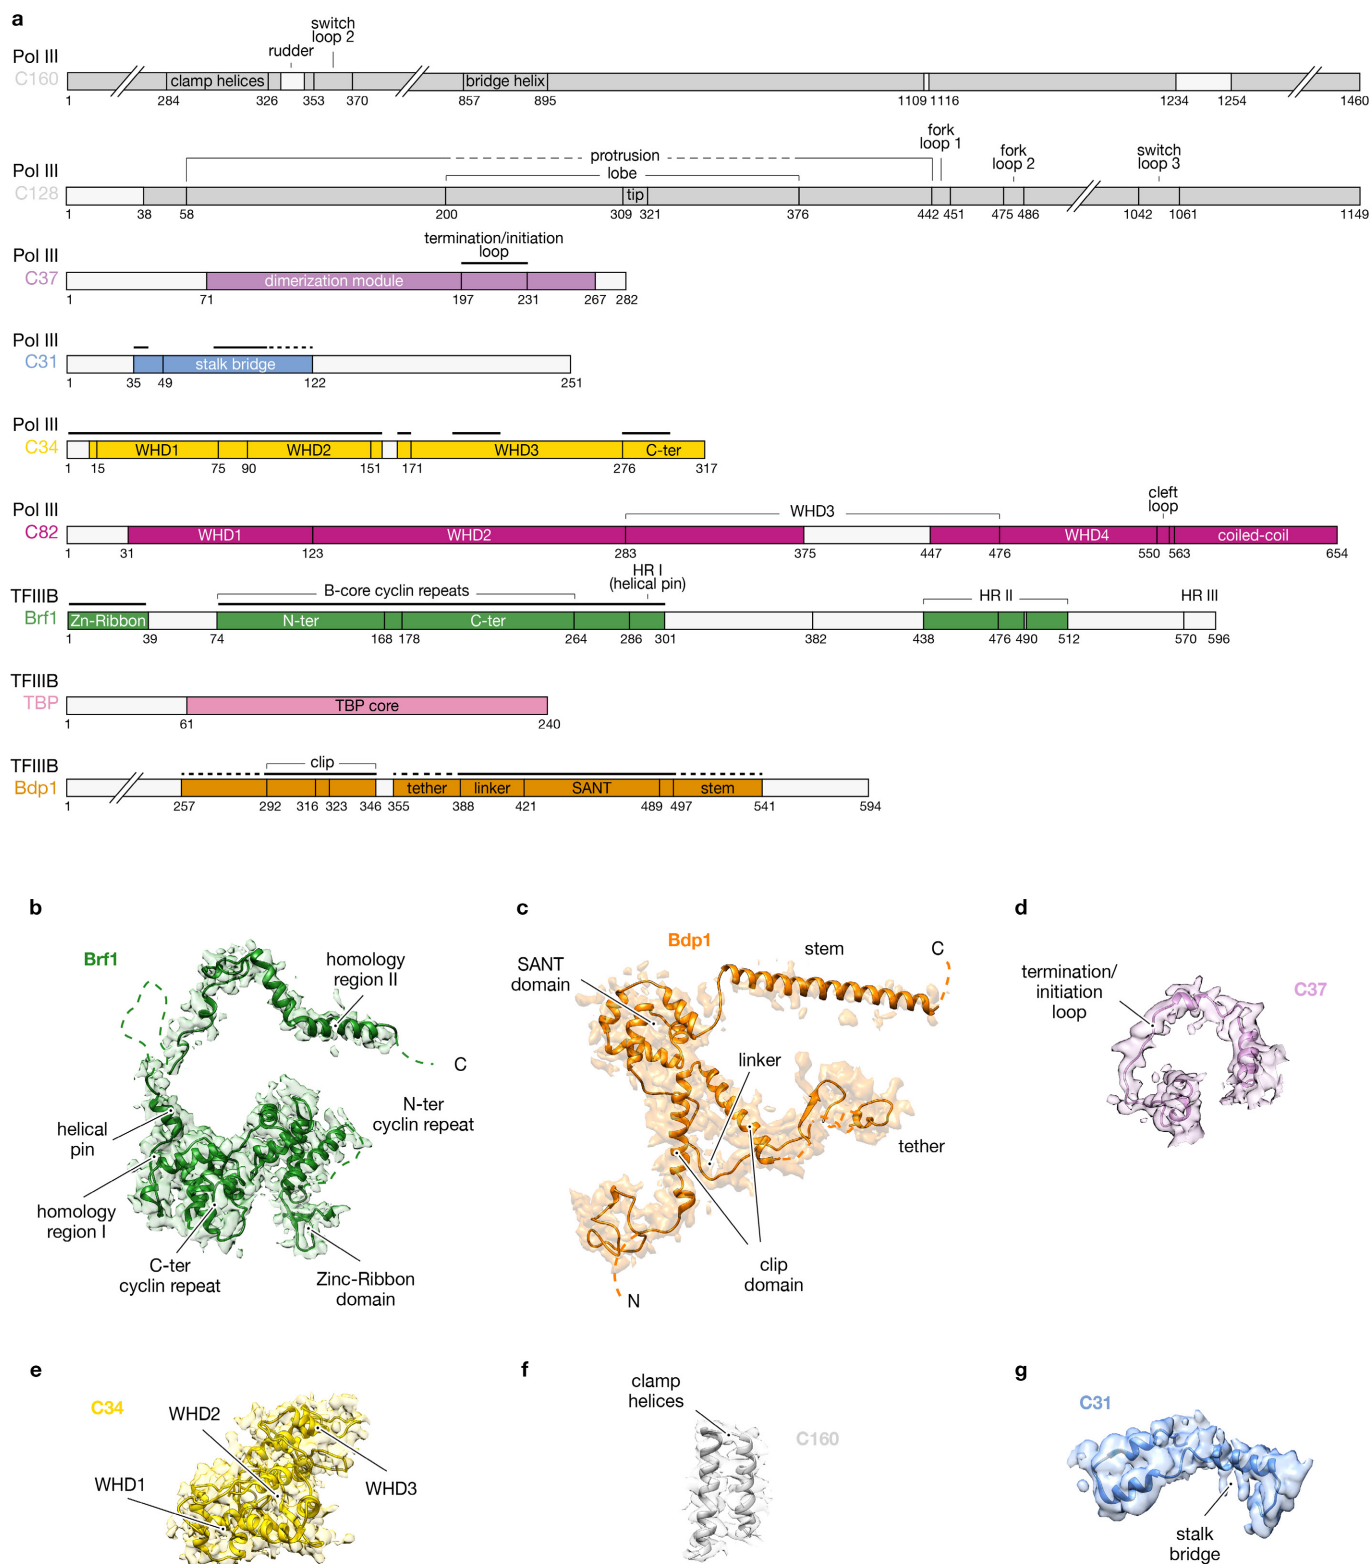 a
switch
loop 2
rudder
Pol III
C160
clamp helices
bridge helix
1 284 326 353 370 857 895 1109 1116 1234 1254 1460
fork
loop 1
protrusion
fork
loop 2
switch
loop 3
Pol III
lobe
C128
tip
1 38 58 200 309 321 376 442 451 475 486 1042 1061 1149
termination/initiation
loop
Pol III
C37
dimerization module
1 71 197 231 267 282
Pol III
C31
stalk bridge
1 35 49 122 251
Pol III
C34
WHD1 WHD2 WHD3 C-ter
1 15 75 90 151 171 276 317
cleft
loop
Pol III
WHD3
C82
WHD1 WHD2 WHD4 coiled-coil
1 31 123 283 375 447 476 550 563 654
HR I
(helical pin)
TFIIIB
B-core cyclin repeats
HR II
HR III
Brf1
Zn-Ribbon N-ter C-ter
1 39 74 168 178 264 286 301 382 438 476 490 512 570 596
TFIIIB
TBP
TBP core
1 61 240
TFIIIB
clip
Bdp1
tether linker SANT stem
1 257 292 316 323 346 355 388 421 489 497 541 594
b
Brf1
homology
region II
C
N-ter
cyclin repeat
helical
pin
homology
region I
C-ter
cyclin repeat
Zinc-Ribbon
domain
c
Bdp1
SANT
domain
stem
C
linker
tether
clip
domain
N
d
termination/
initiation
loop
C37
e
C34
WHD2
WHD1
WHD3
f
clamp
helices
C160
g
C31
stalk
bridge